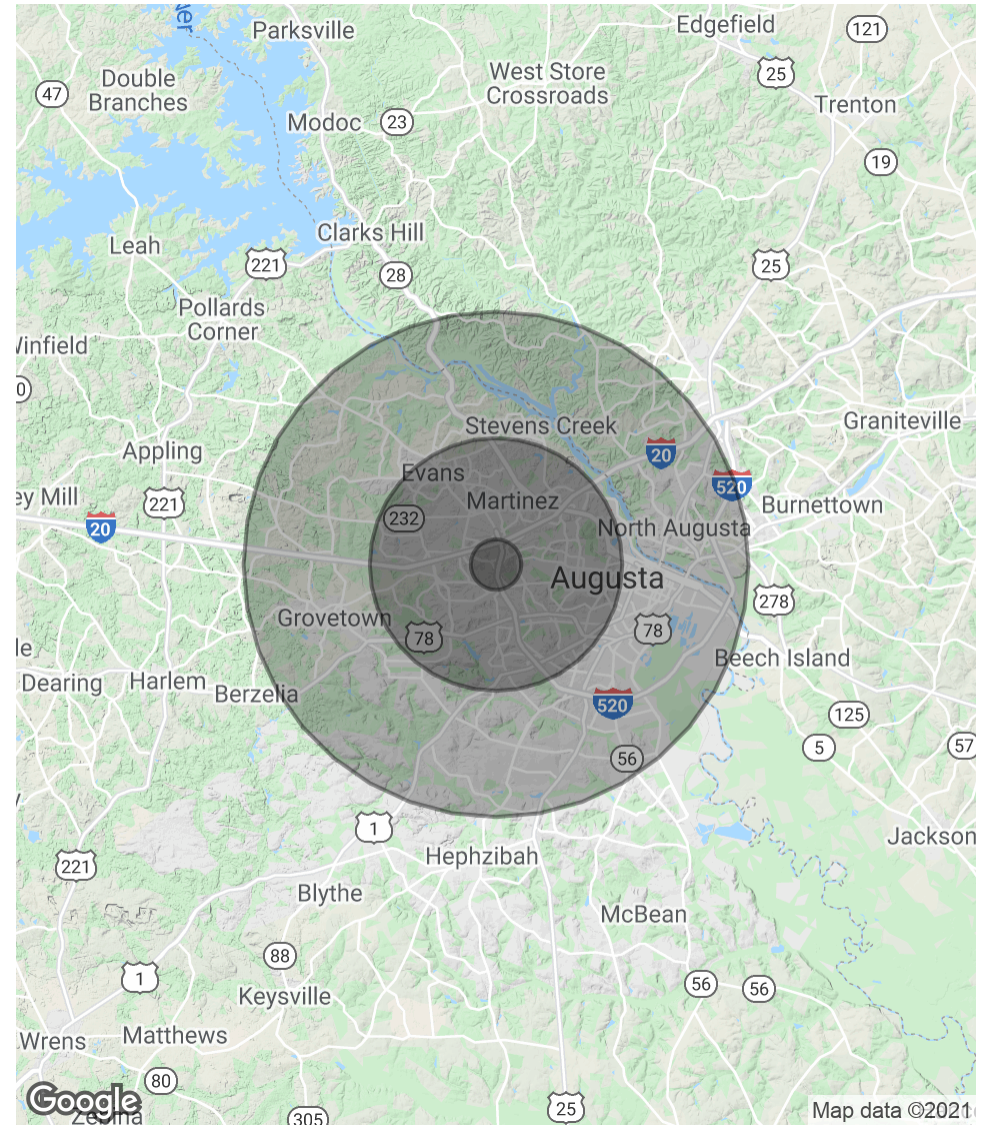 Parksville
Edgefield
121
Double
Branches
47
West Store
Crossroads
25
Trenton
Modoc
23
19
Clarks Hill
Leah
221
28
25
Pollards
Corner
Graniteville
Stevens Creek
Appling
20
Evans
520
221
Martinez
Burnettown
232
North Augusta
20
Augusta
278
Grovetown
78
78
Beech Island
Dearing
Harlem
Berzelia
520
125
5
57
56
1
Jackson
Hephzibah
221
Blythe
McBean
88
1
56
56
Keysville
Wrens
Matthews
80
Google
25
305
Map data ©2021